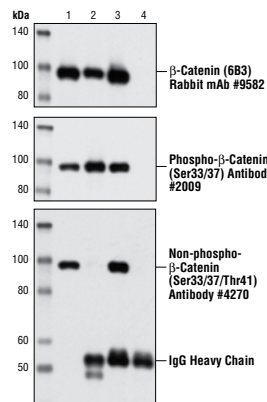 kDa 1 2 3 4
140
100
80
β-Catenin (6B3)
Rabbit mAb #9582
140
100
80
Phospho-β-Catenin
(Ser33/37) Antibody
#2009
140
100
80
60
50
Non-phospho-
β-Catenin
(Ser33/37/Thr41)
Antibody #4270
IgG Heavy Chain